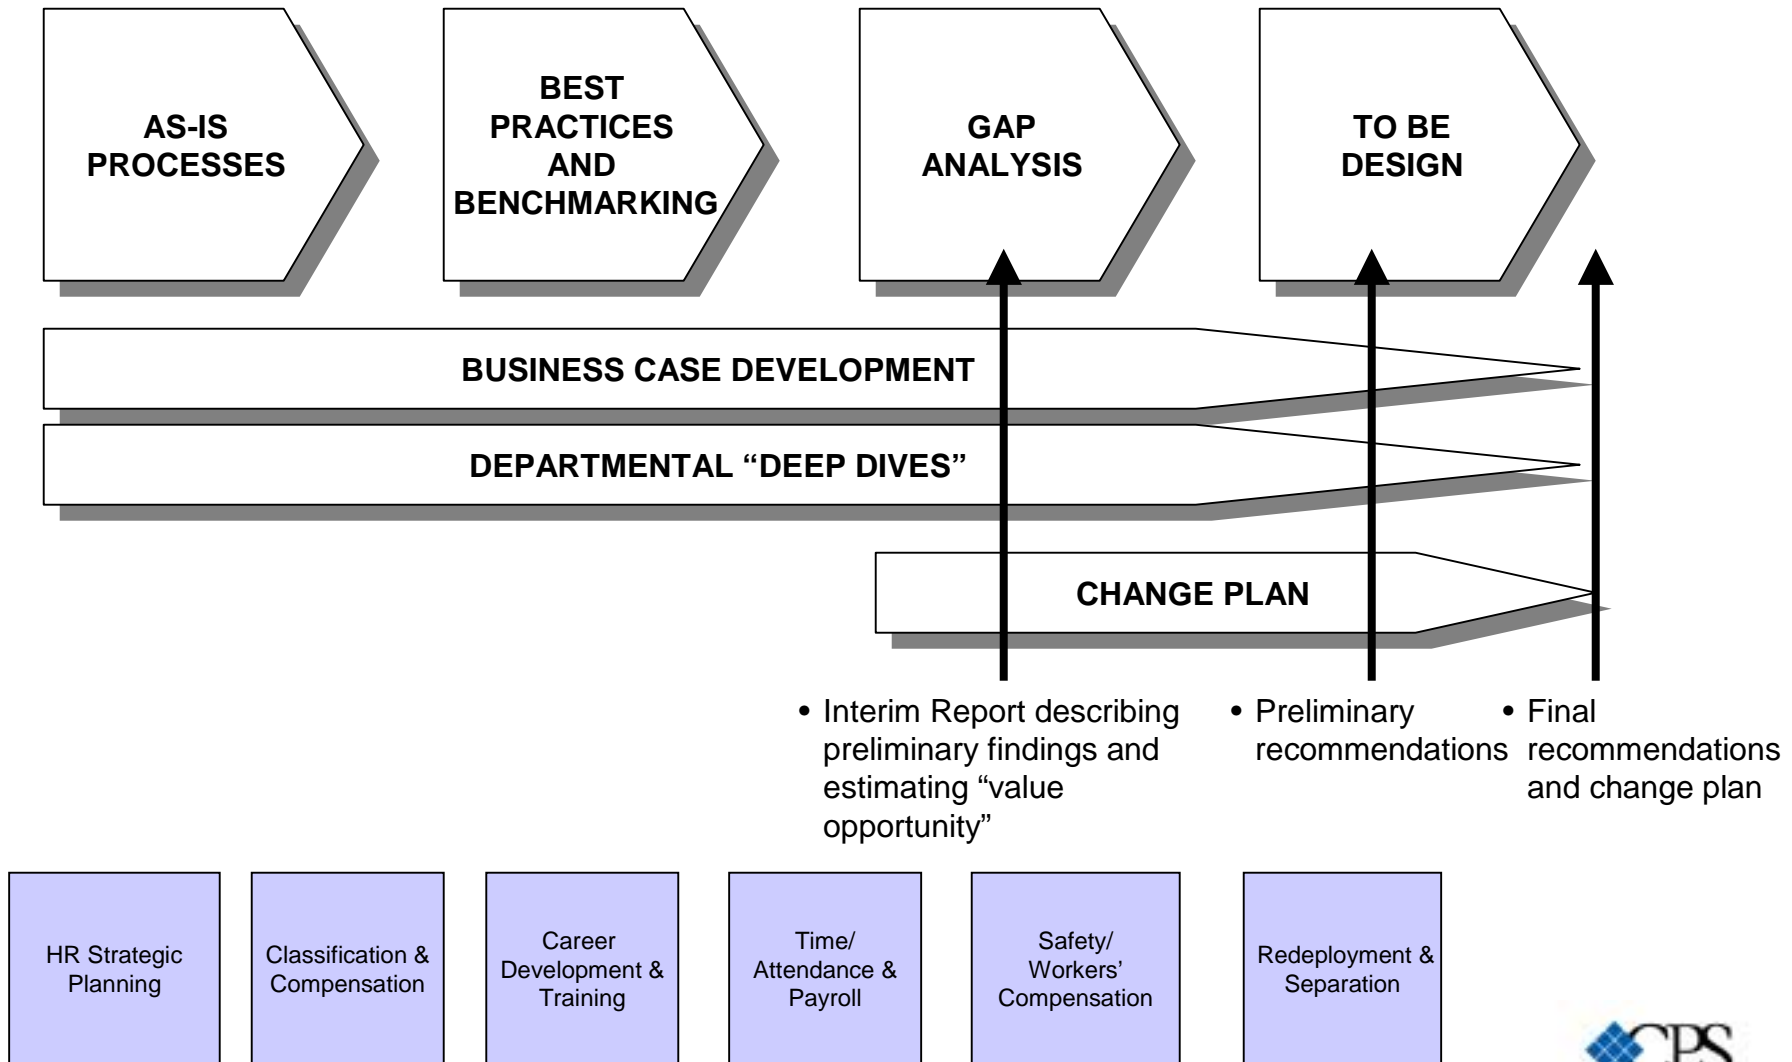 AS-IS
PROCESSES
BEST
PRACTICES
AND
BENCHMARKING
GAP
ANALYSIS
TO BE
DESIGN
BUSINESS CASE DEVELOPMENT
DEPARTMENTAL “DEEP DIVES”
CHANGE PLAN
• Interim Report describing
preliminary findings and
estimating “value
opportunity”
• Preliminary
recommendations
• Final
recommendations
and change plan
HR Strategic
Planning
Classification &
Compensation
Career
Development &
Training
Time/
Attendance &
Payroll
Safety/
Workers’
Compensation
Redeployment &
Separation
CPS